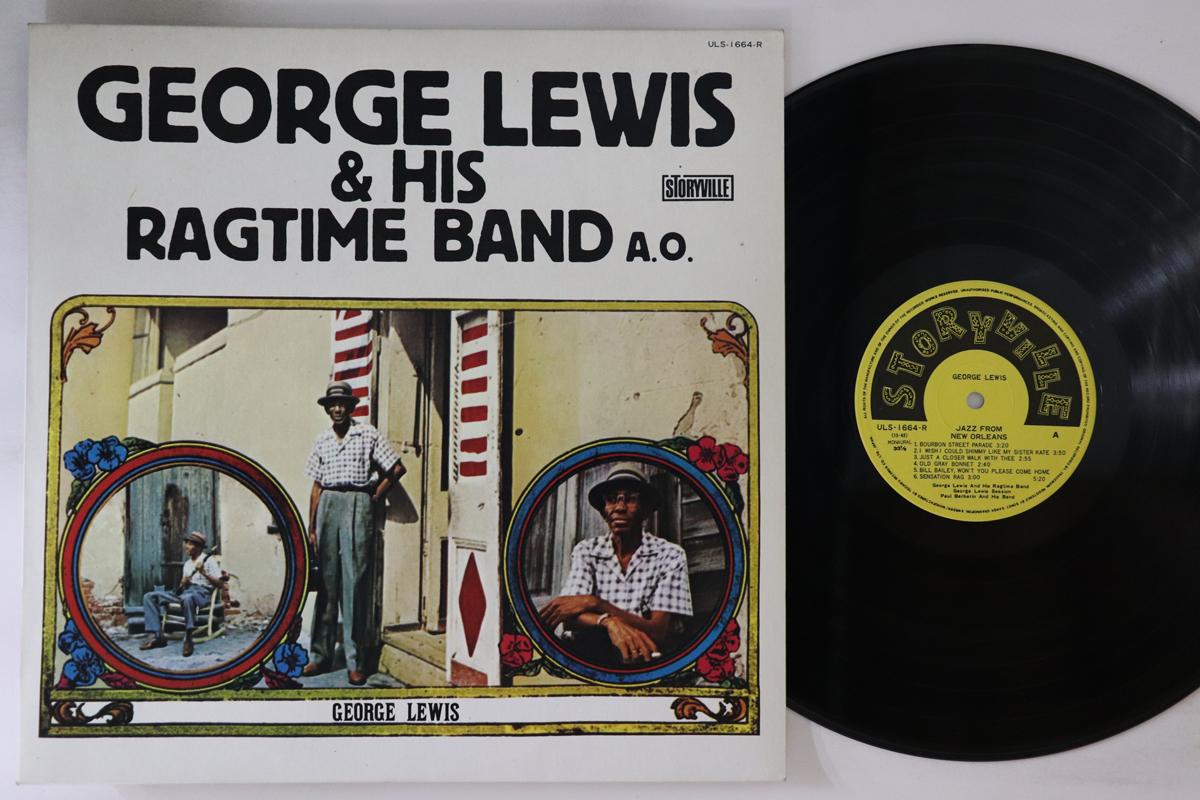 ULS-1664-R
GEORGE LEWIS
& HIS
STORYVILLE
RAGTIME BAND A.O.
GEORGE LEWIS
STORYVILLE
GEORGE LEWIS
ULS-1664-R
MONAURAL
33⅓
JAZZ FROM
NEW ORLEANS
A
1. BOURBON STREET PARADE 3:20
2. I WISH I COULD SHIMMY LIKE MY SISTER KATE 3:50
3. JUST A CLOSER WALK WITH THEE 2:55
4. OLD GRAY BONNET 2:40
5. BILL BAILEY, WON'T YOU PLEASE COME HOME
5:20
6. SENSATION RAG 3:00
George Lewis And His Ragtime Band
George Lewis Session
Paul Barbarin And His Band